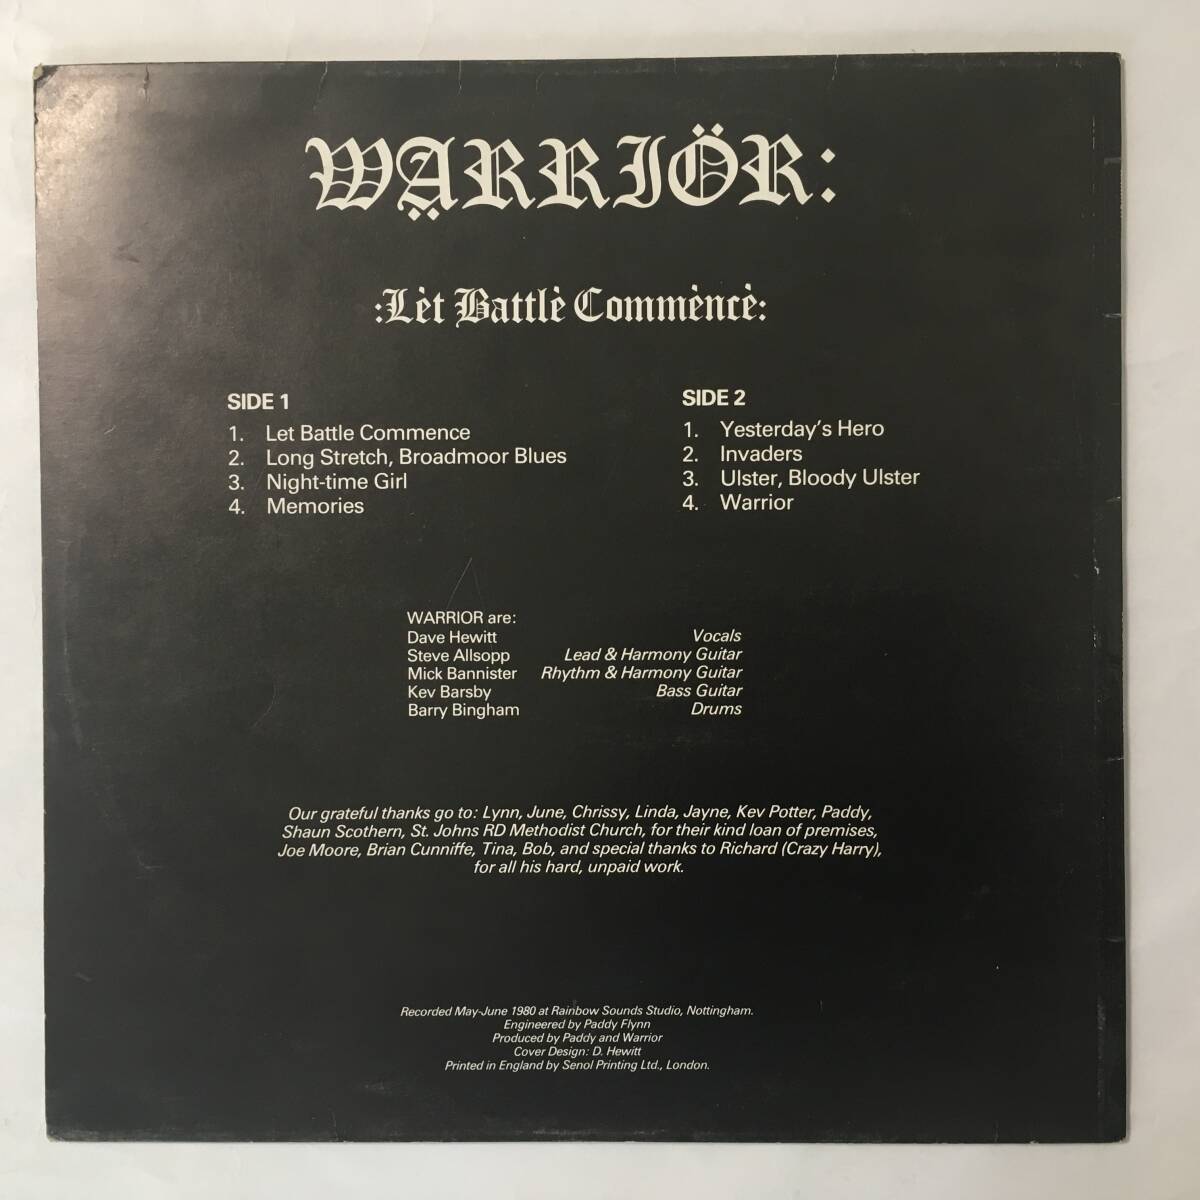 WẠ̈RRIÖR:
:Lèt Battlè Commèncè:
SIDE 1
1. Let Battle Commence
2. Long Stretch, Broadmoor Blues
3. Night-time Girl
4. Memories
SIDE 2
1. Yesterday's Hero
2. Invaders
3. Ulster, Bloody Ulster
4. Warrior
WARRIOR are:
Dave Hewitt Vocals
Steve Allsopp Lead & Harmony Guitar
Mick Bannister Rhythm & Harmony Guitar
Kev Barsby Bass Guitar
Barry Bingham Drums
Our grateful thanks go to: Lynn, June, Chrissy, Linda, Jayne, Kev Potter, Paddy,
Shaun Scothern, St. Johns RD Methodist Church, for their kind loan of premises,
Joe Moore, Brian Cunniffe, Tina, Bob, and special thanks to Richard (Crazy Harry),
for all his hard, unpaid work.
Recorded May-June 1980 at Rainbow Sounds Studio, Nottingham.
Engineered by Paddy Flynn
Produced by Paddy and Warrior
Cover Design: D. Hewitt
Printed in England by Senol Printing Ltd., London.